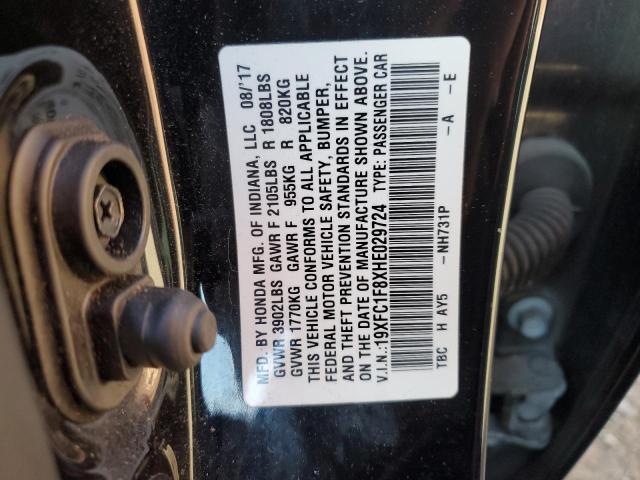 MFD. BY HONDA MFG. OF INDIANA, LLC 08/'17
GVWR 3902LBS GAWR F 2105LBS R 1808LBS
GVWR 1770KG GAWR F 955KG R 820KG
THIS VEHICLE CONFORMS TO ALL APPLICABLE
FEDERAL MOTOR VEHICLE SAFETY, BUMPER,
AND THEFT PREVENTION STANDARDS IN EFFECT
ON THE DATE OF MANUFACTURE SHOWN ABOVE.
V.I.N.:19XFC1F8XHE029724 TYPE: PASSENGER CAR
TBC H AY5 -NH731P -A -E